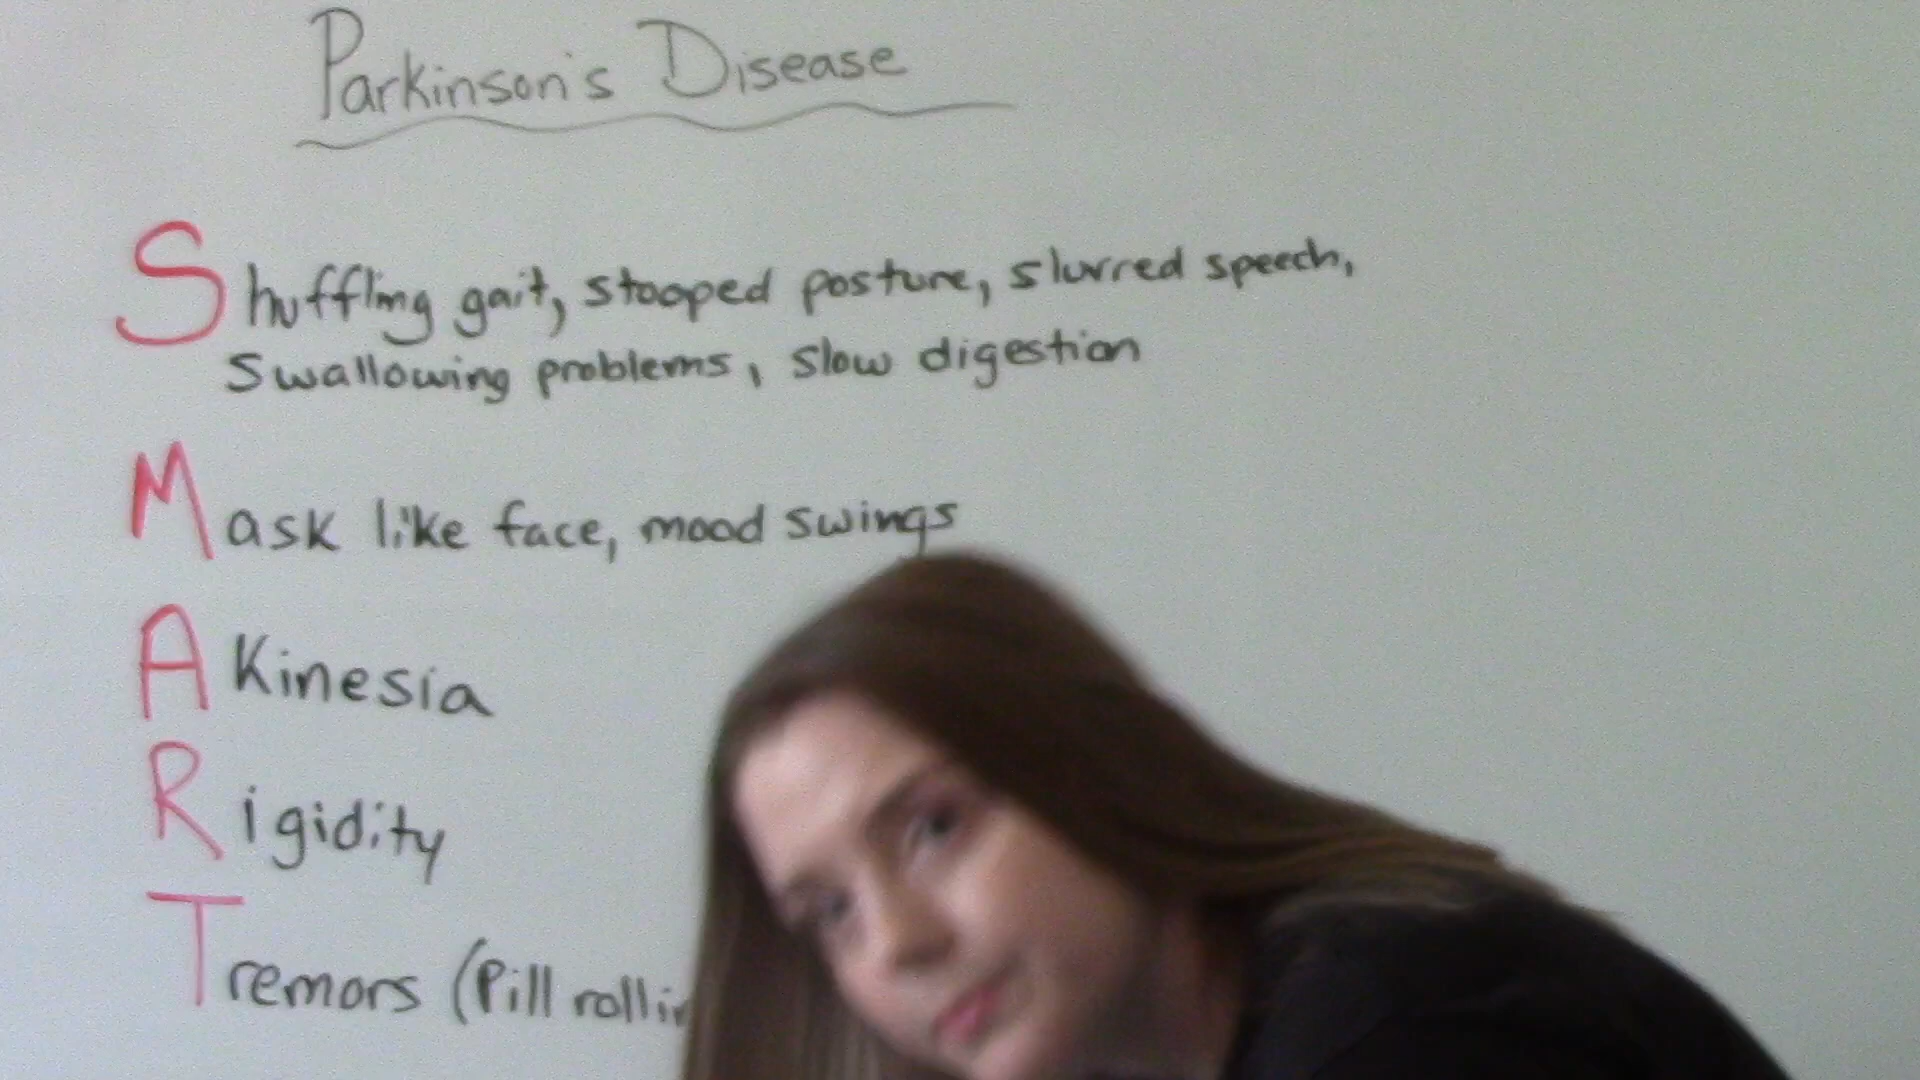 Parkinson's Disease
Shuffling gait, stooped posture, slurred speech,
swallowing problems, slow digestion
Mask like face, mood swings
Akinesia
Rigidity
Tremors (Pill